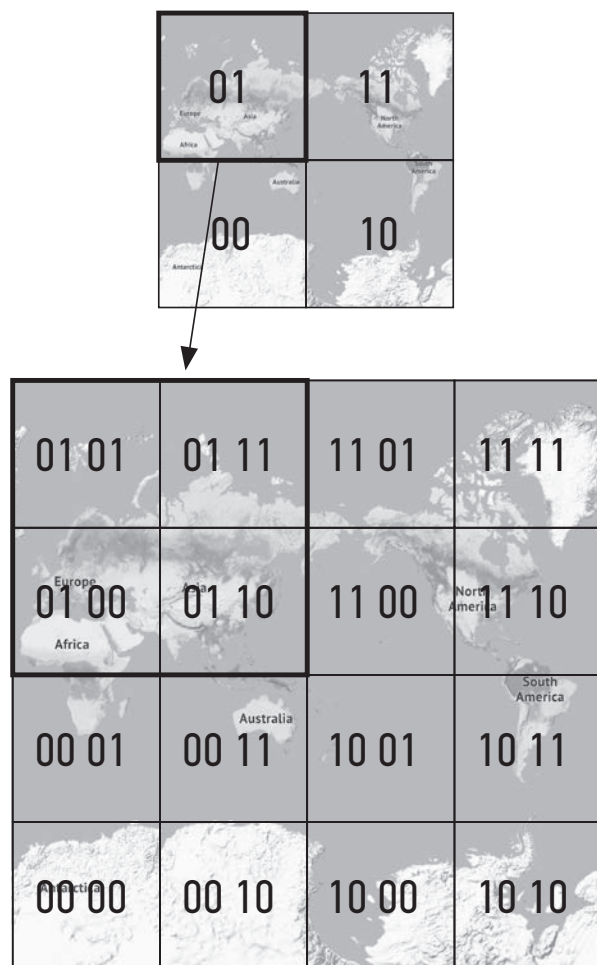 01 11
Europe Asia North America
Africa
South America
Australia
00 10
Antarctica
01 01 01 11 11 01 11 11
01 00 01 10 11 00 11 10
Europe Asia North America
Africa
South America
Australia
00 01 00 11 10 01 10 11
00 00 00 10 10 00 10 10
Antarctica